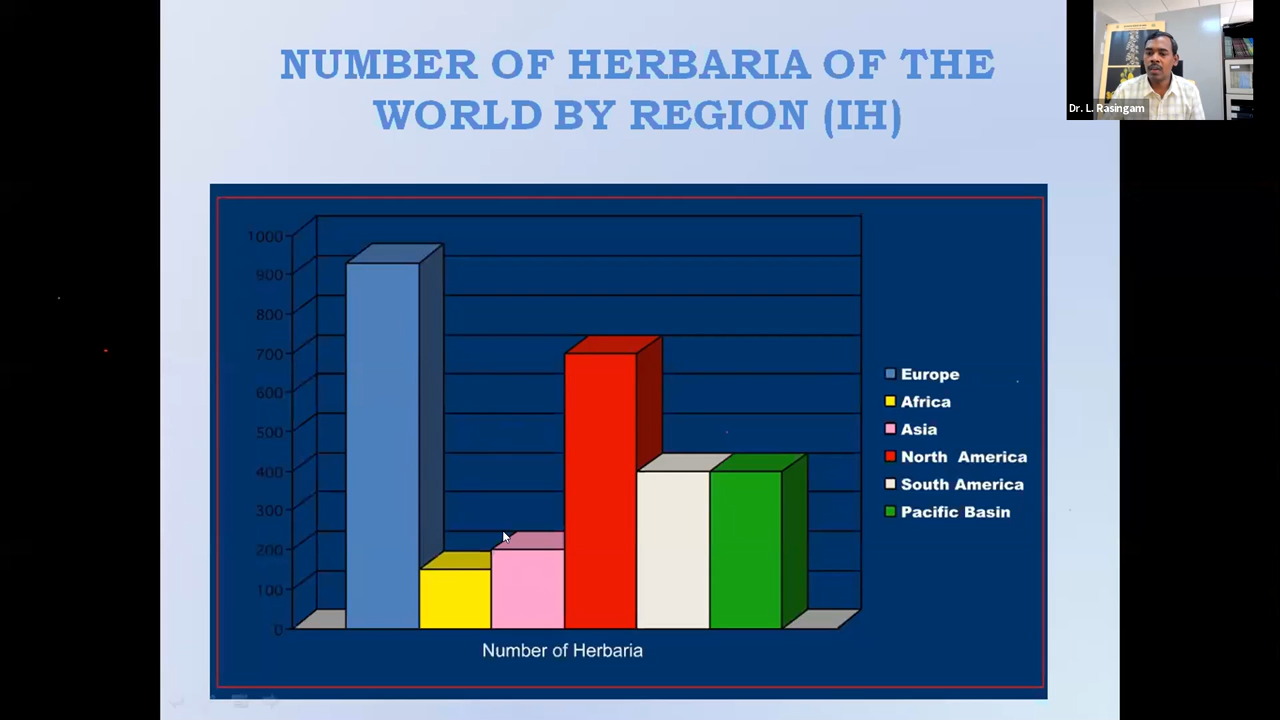 NUMBER OF HERBARIA OF THE
WORLD BY REGION (IH)
Dr. L. Rasingam
1000
900
800
700
600
500
400
300
200
100
0
Europe
Africa
Asia
North America
South America
Pacific Basin
Number of Herbaria